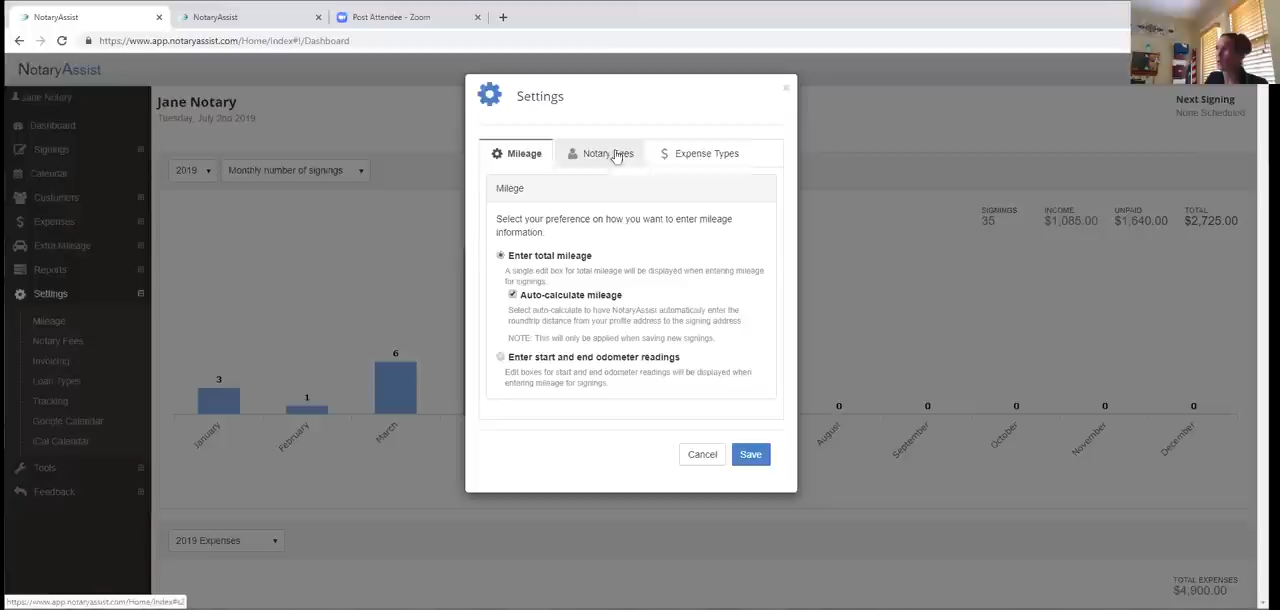 NotaryAssist
NotaryAssist
Post Attendee - Zoom
https://www.app.notaryassist.com/Home/index#!/Dashboard
NotaryAssist
Jane Notary
Dashboard
Signings
Calendar
Customers
Expenses
Extra Mileage
Reports
Settings
Mileage
Notary Fees
Invoicing
Loan Types
Tracking
Google Calendar
iCal Calendar
Tools
Feedback
Jane Notary
Tuesday, July 2nd 2019
Next Signing
None Scheduled
2019
Monthly number of signings
SIGNINGS
35
INCOME
$1,085.00
UNPAID
$1,640.00
TOTAL
$2,725.00
3
1
6
0
0
0
0
0
January
February
March
August
September
October
November
December
2019 Expenses
TOTAL EXPENSES
$4,900.00
Settings
Mileage
Notary Fees
Expense Types
Milege
Select your preference on how you want to enter mileage
information.
Enter total mileage
A single edit box for total mileage will be displayed when entering mileage
for signings.
Auto-calculate mileage
Select auto-calculate to have NotaryAssist automaticaly enter the
roundtrip distance from your profile address to the signing address.
NOTE: This will only be applied when saving new signings.
Enter start and end odometer readings
Edit boxes for start and end odometer readings will be displayed when
entering mileage for signings.
Cancel
Save
https://www.app.notaryassist.com/Home/Index#s2